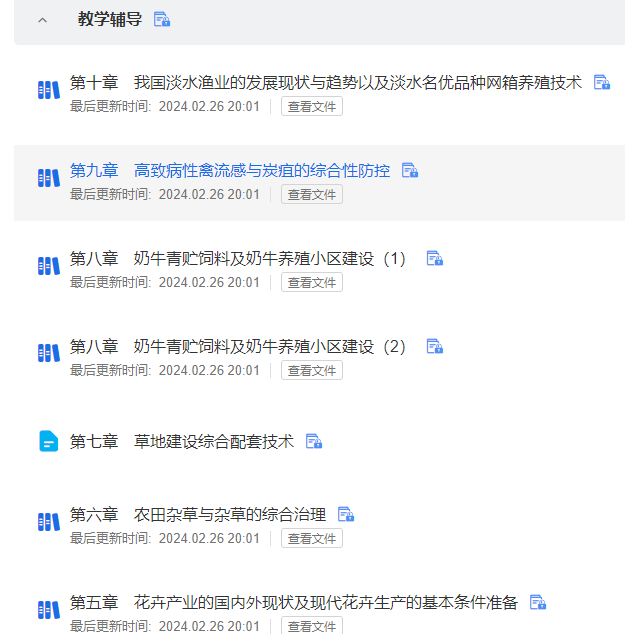 教学辅导
第十章 我国淡水渔业的发展现状与趋势以及淡水名优品种网箱养殖技术
最后更新时间: 2024.02.26 20:01 查看文件
第九章 高致病性禽流感与炭疽的综合性防控
最后更新时间: 2024.02.26 20:01 查看文件
第八章 奶牛青贮饲料及奶牛养殖小区建设（1）
最后更新时间: 2024.02.26 20:01 查看文件
第八章 奶牛青贮饲料及奶牛养殖小区建设（2）
最后更新时间: 2024.02.26 20:01 查看文件
第七章 草地建设综合配套技术
第六章 农田杂草与杂草的综合治理
最后更新时间: 2024.02.26 20:01 查看文件
第五章 花卉产业的国内外现状及现代花卉生产的基本条件准备
最后更新时间: 2024.02.26 20:01 查看文件